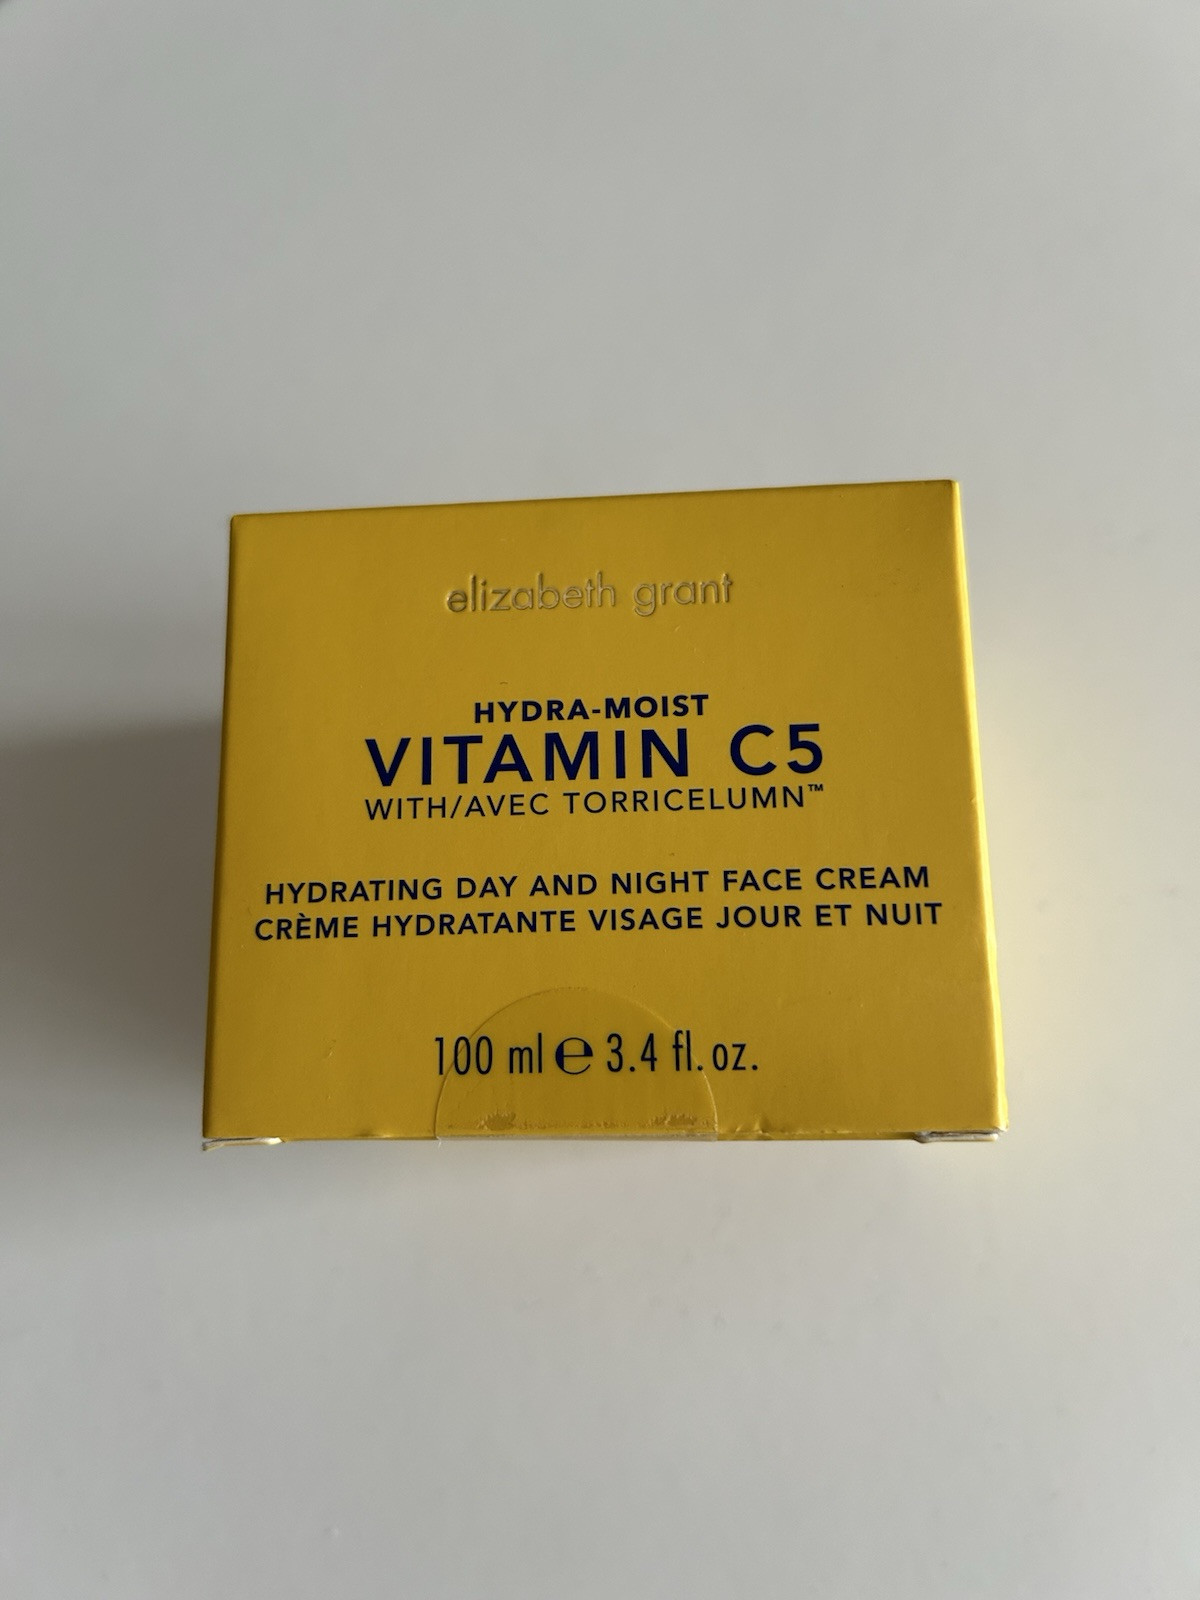 elizabeth grant
HYDRA-MOIST
VITAMIN C5
WITH/AVEC TORRICELUMN™
HYDRATING DAY AND NIGHT FACE CREAM
CRÈME HYDRATANTE VISAGE JOUR ET NUIT
100 ml ℮ 3.4 fl. oz.